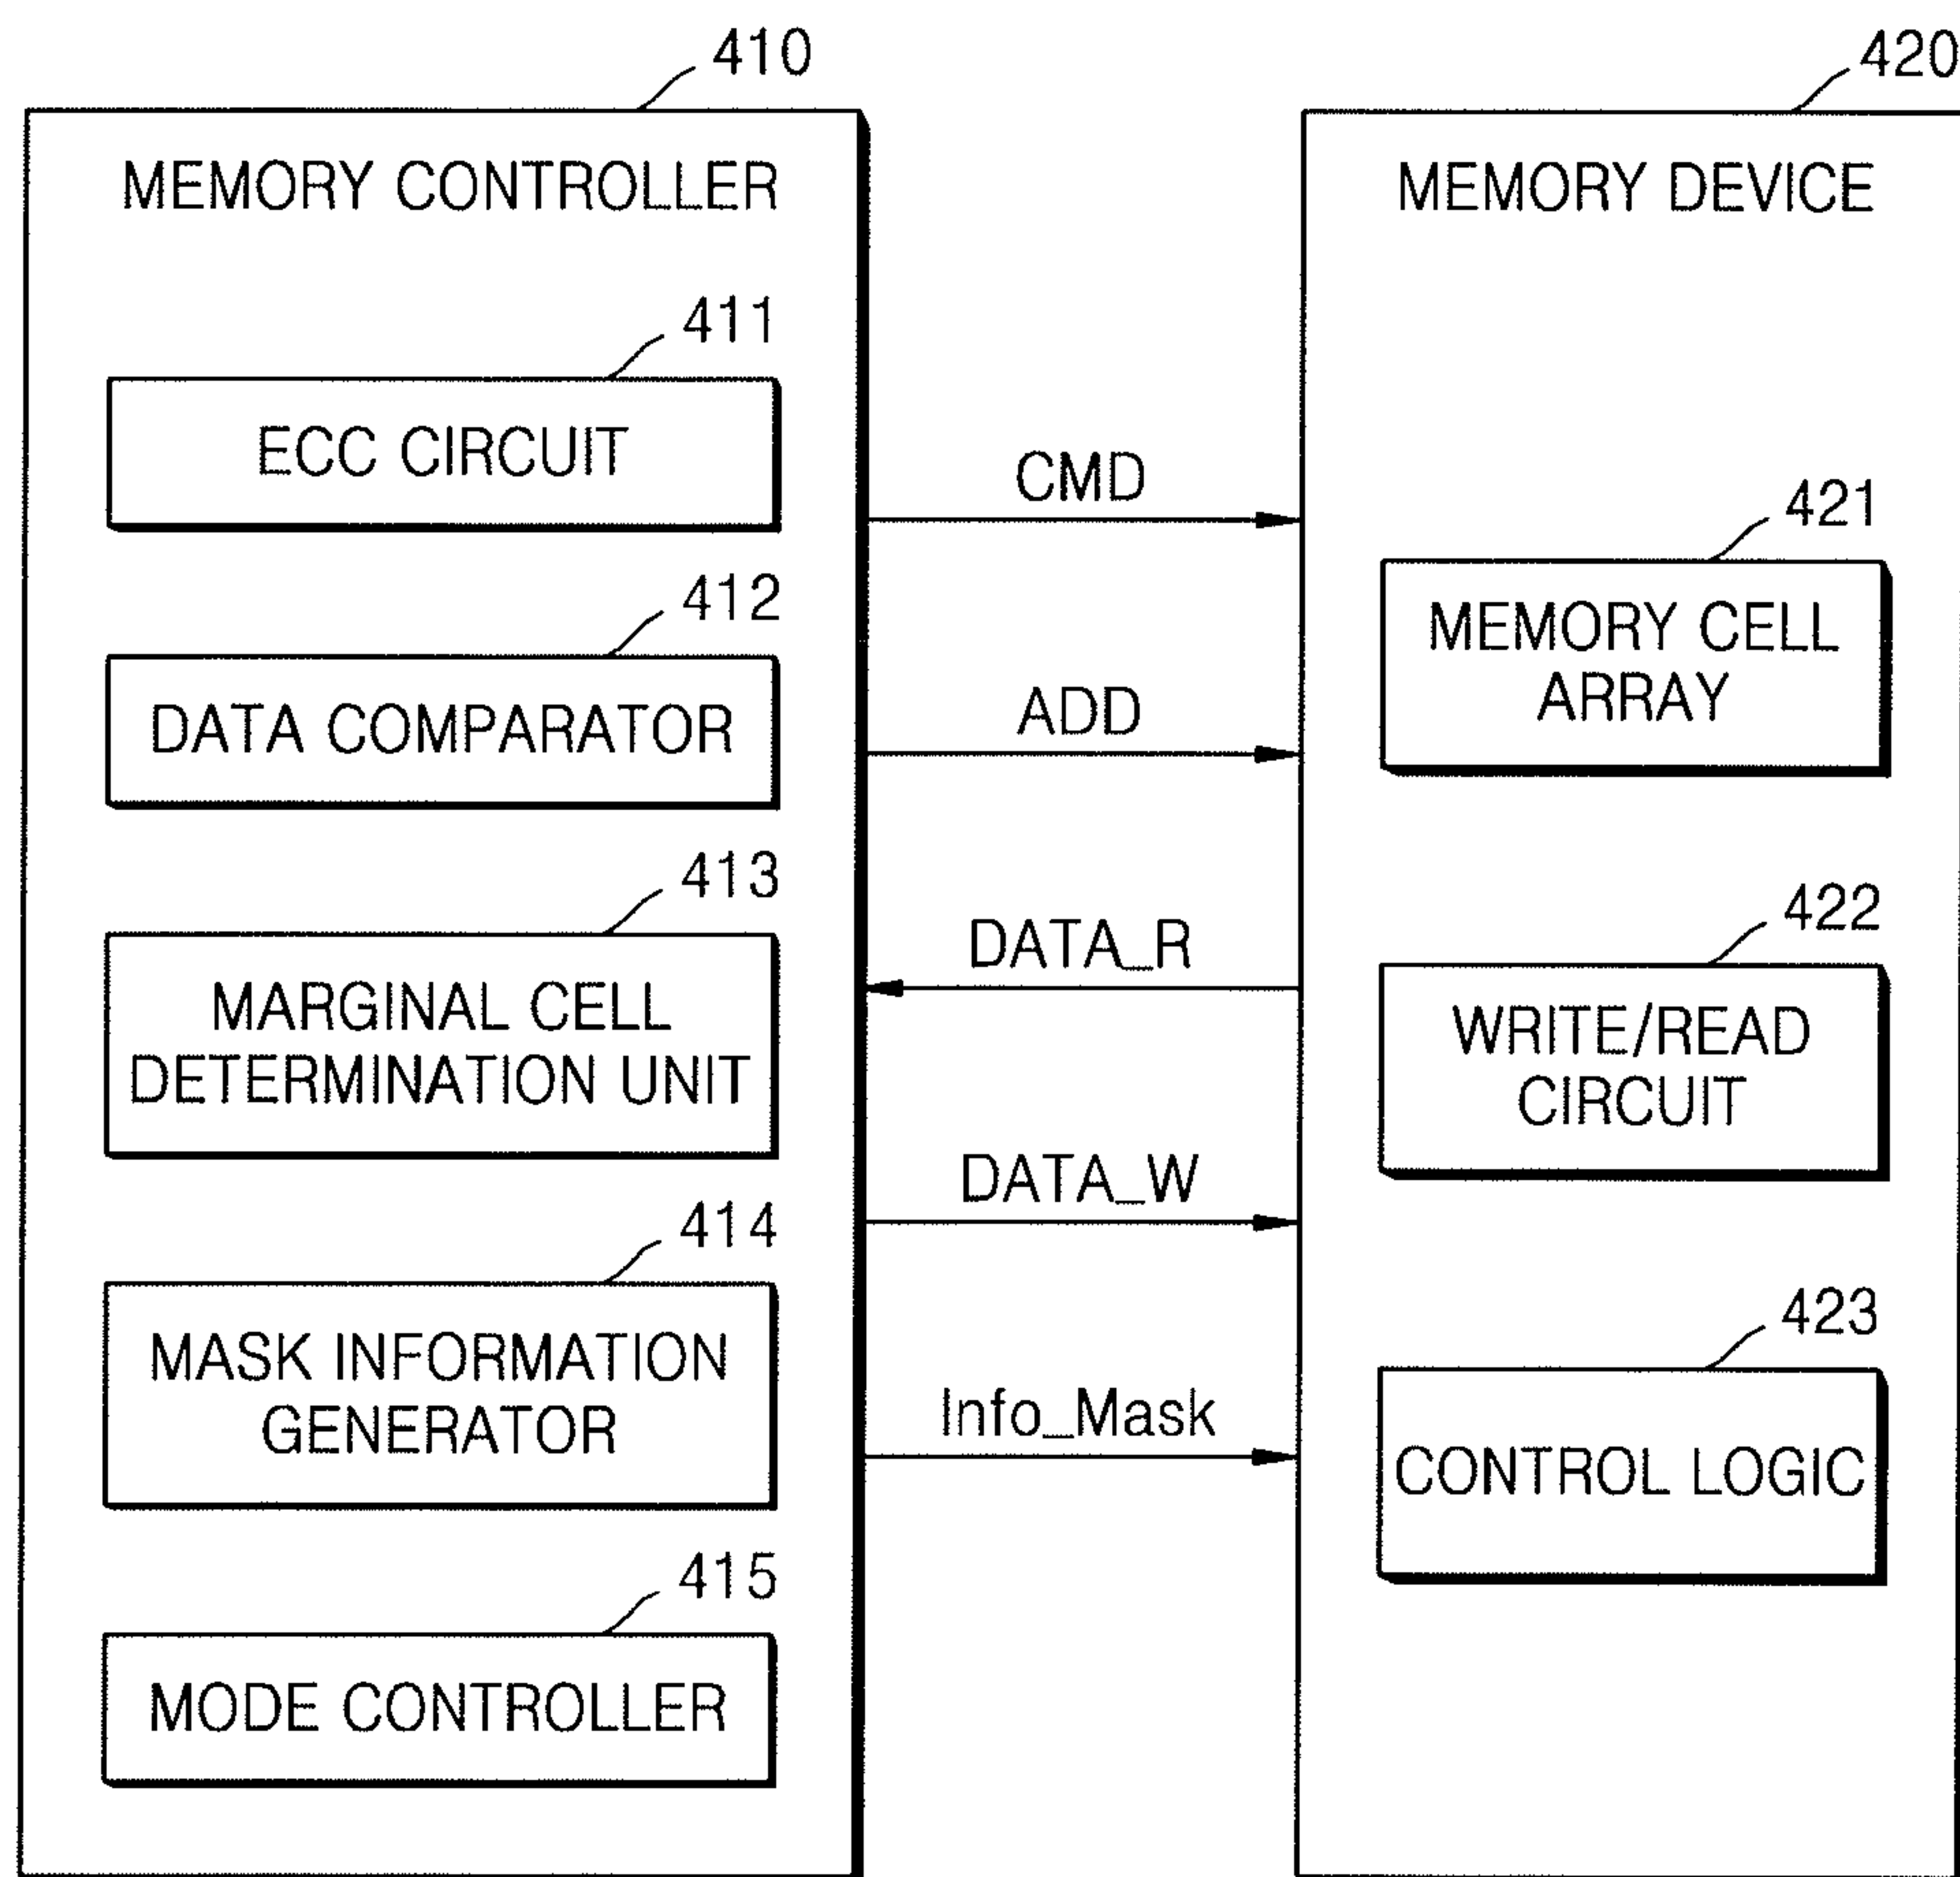 410
MEMORY CONTROLLER
411
ECC CIRCUIT
412
DATA COMPARATOR
413
MARGINAL CELL
DETERMINATION UNIT
414
MASK INFORMATION
GENERATOR
415
MODE CONTROLLER
CMD
ADD
DATA_R
DATA_W
Info_Mask
420
MEMORY DEVICE
421
MEMORY CELL
ARRAY
422
WRITE/READ
CIRCUIT
423
CONTROL LOGIC